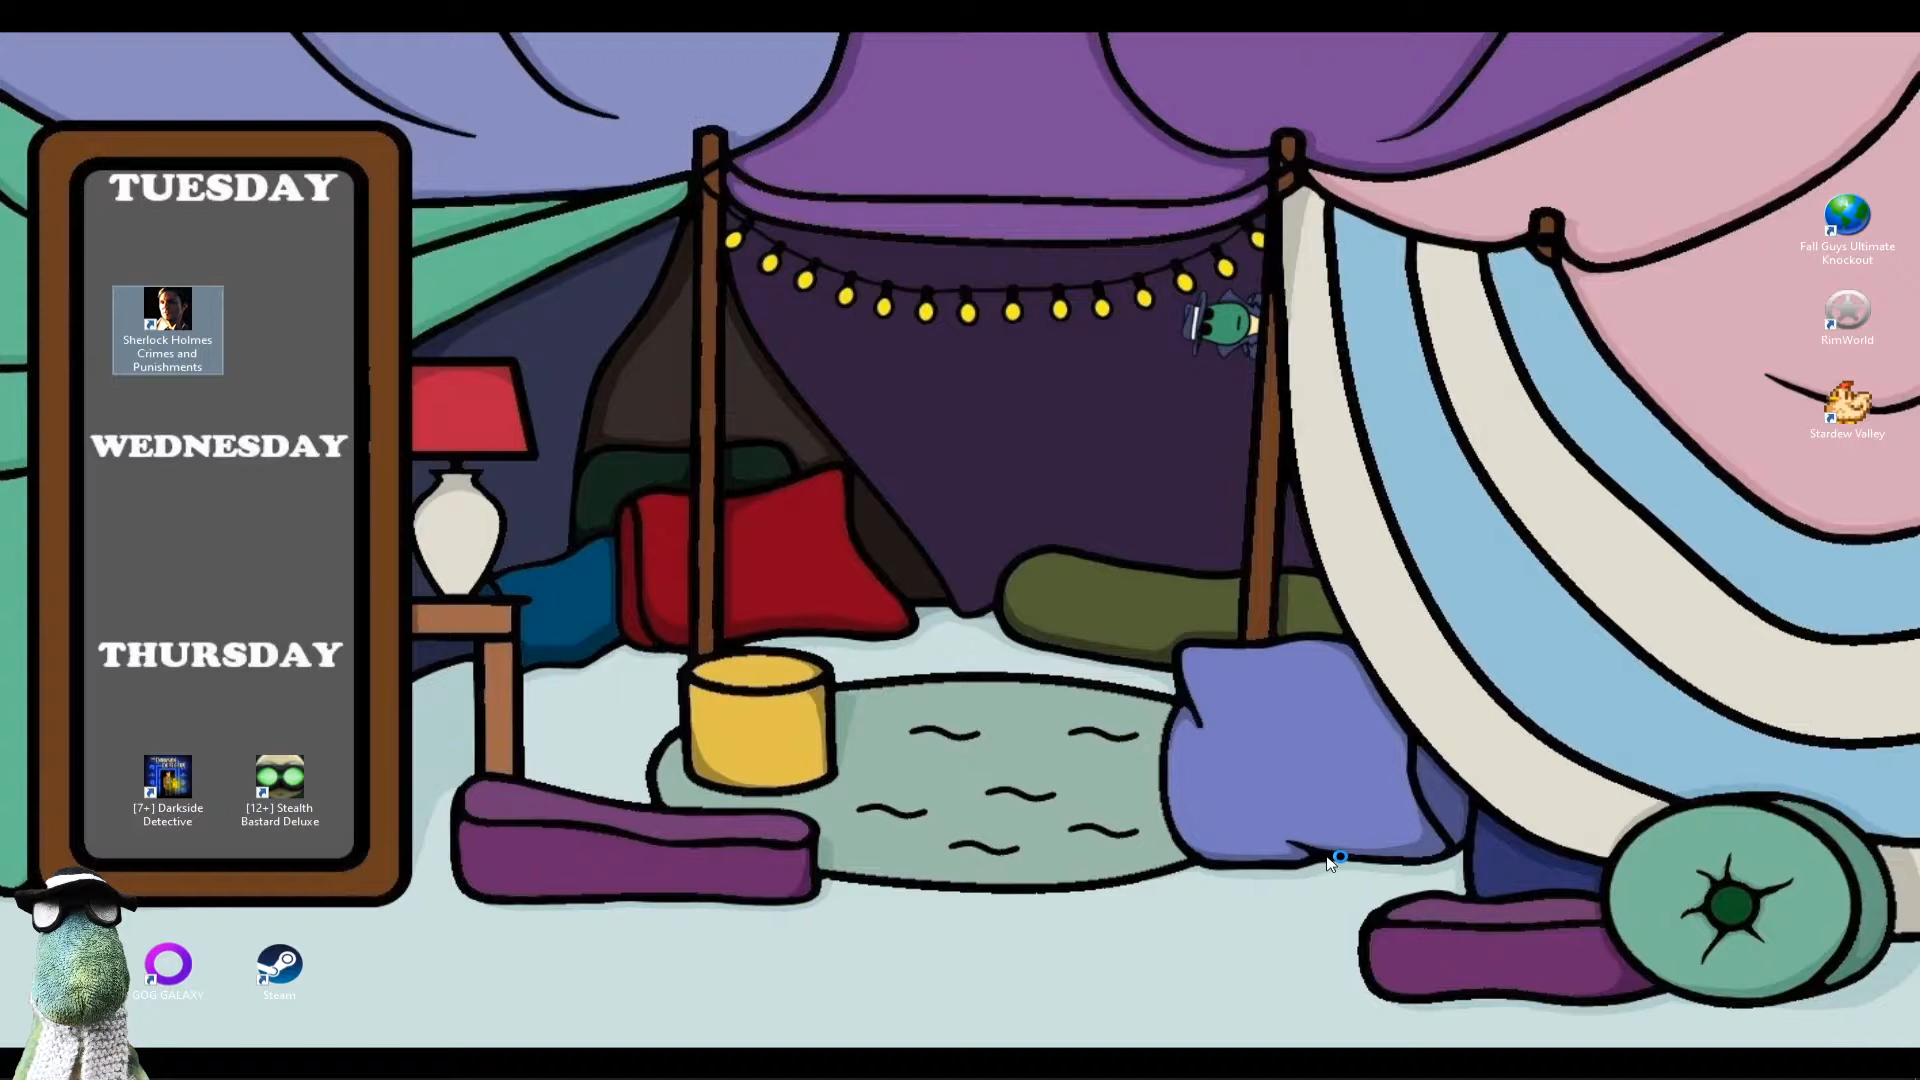 TUESDAY
Sherlock Holmes
Crimes and
Punishments
WEDNESDAY
THURSDAY
[7+] Darkside
Detective
[12+] Stealth
Bastard Deluxe
GOG GALAXY
Steam
Fall Guys Ultimate
Knockout
RimWorld
Stardew Valley